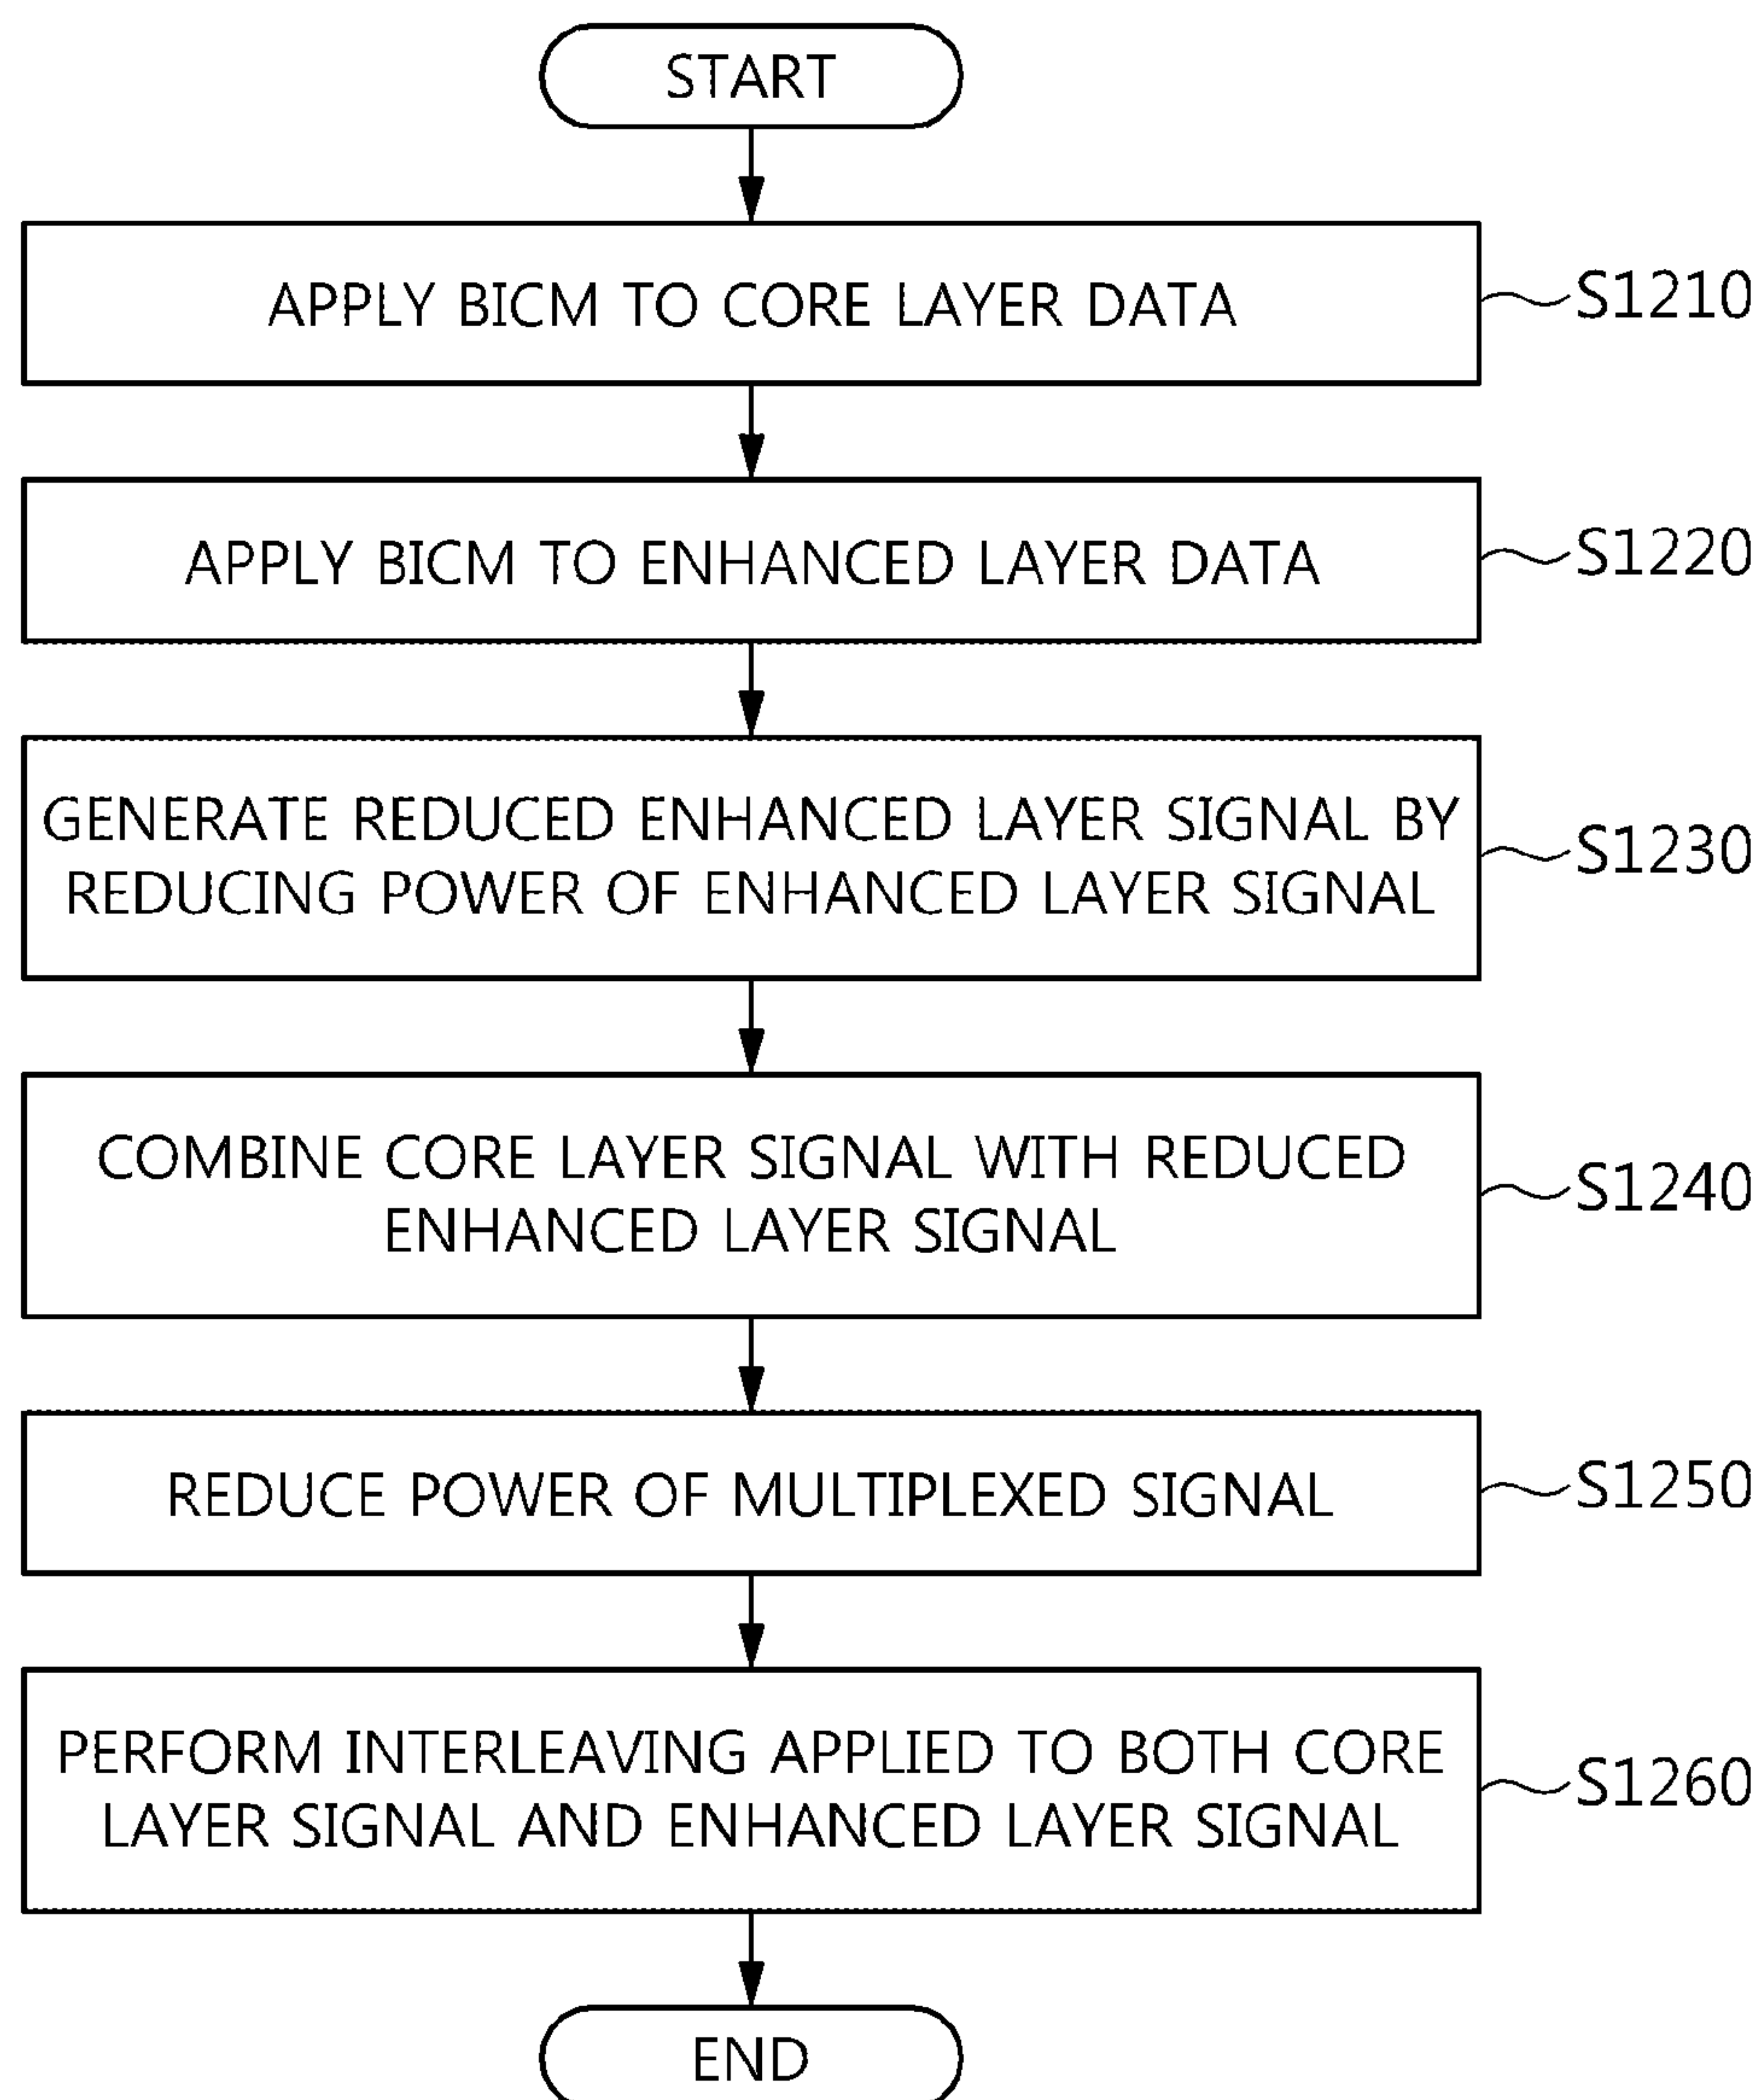 START
APPLY BICM TO CORE LAYER DATA
S1210
APPLY BICM TO ENHANCED LAYER DATA
S1220
GENERATE REDUCED ENHANCED LAYER SIGNAL BY
REDUCING POWER OF ENHANCED LAYER SIGNAL
S1230
COMBINE CORE LAYER SIGNAL WITH REDUCED
ENHANCED LAYER SIGNAL
S1240
REDUCE POWER OF MULTIPLEXED SIGNAL
S1250
PERFORM INTERLEAVING APPLIED TO BOTH CORE
LAYER SIGNAL AND ENHANCED LAYER SIGNAL
S1260
END